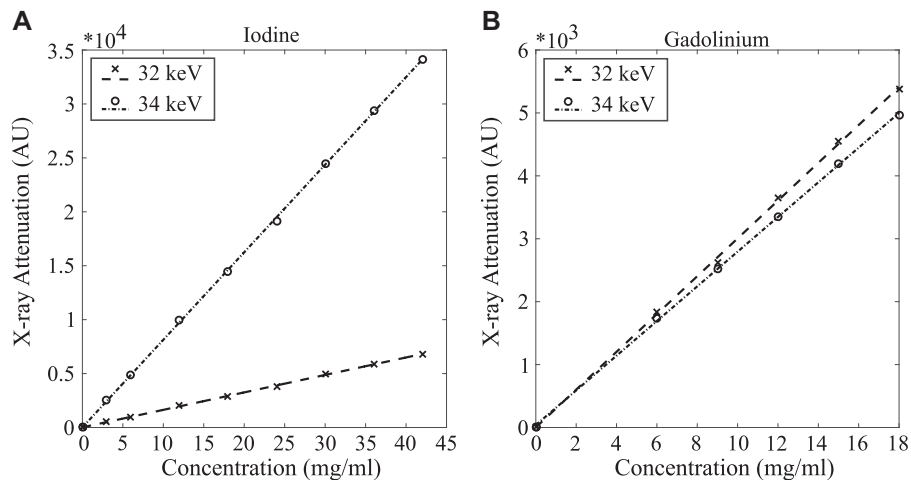 A
*10^4
Iodine
3.5
3
2.5
2
1.5
1
0.5
0
X-ray Attenuation (AU)
32 keV
34 keV
0 5 10 15 20 25 30 35 40 45
Concentration (mg/ml)
B
*10^3
Gadolinium
6
5
4
3
2
1
0
X-ray Attenuation (AU)
32 keV
34 keV
0 2 4 6 8 10 12 14 16 18
Concentration (mg/ml)